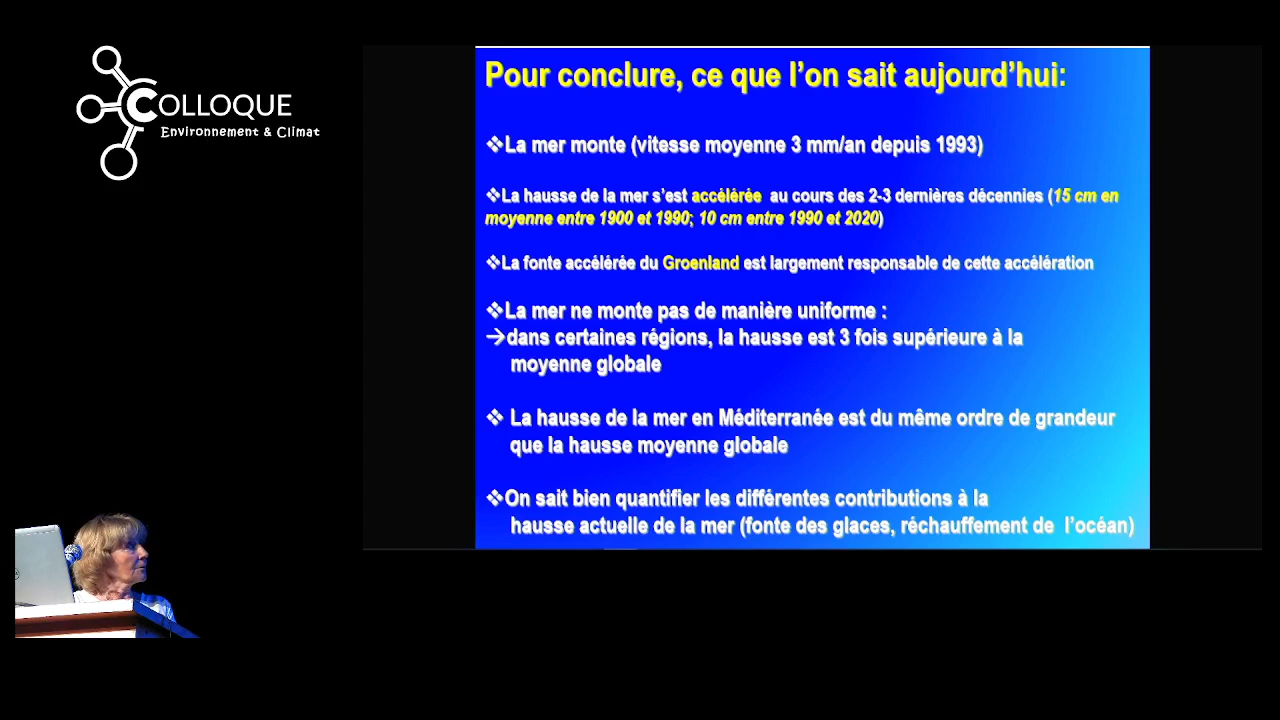 COLLOQUE
Environnement & Climat
Pour conclure, ce que l'on sait aujourd'hui:
❖La mer monte (vitesse moyenne 3 mm/an depuis 1993)
❖La hausse de la mer s'est accélérée au cours des 2-3 dernières décennies (15 cm en
moyenne entre 1900 et 1990; 10 cm entre 1990 et 2020)
❖La fonte accélérée du Groenland est largement responsable de cette accélération
❖La mer ne monte pas de manière uniforme :
→dans certaines régions, la hausse est 3 fois supérieure à la
moyenne globale
❖ La hausse de la mer en Méditerranée est du même ordre de grandeur
que la hausse moyenne globale
❖On sait bien quantifier les différentes contributions à la
hausse actuelle de la mer (fonte des glaces, réchauffement de l'océan)